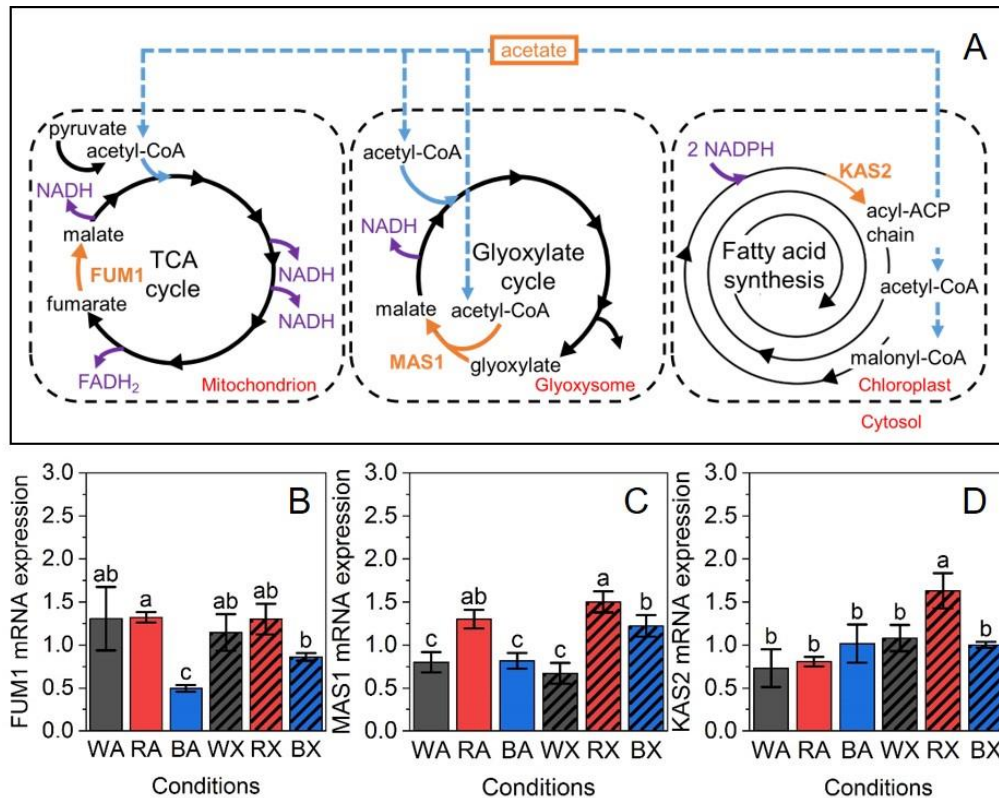 acetate
A
pyruvate
acetyl-CoA
NADH
malate
FUM1
fumarate
TCA
cycle
NADH
NADH
FADH2
Mitochondrion
acetyl-CoA
NADH
Glyoxylate
cycle
malate
acetyl-CoA
MAS1
glyoxylate
Glyoxysome
2 NADPH
KAS2
acyl-ACP
chain
Fatty acid
synthesis
acetyl-CoA
malonyl-CoA
Chloroplast
Cytosol
B
FUM1 mRNA expression
3.0
2.5
2.0
1.5
1.0
0.5
0.0
ab
a
c
ab
ab
b
WA RA BA WX RX BX
Conditions
C
MAS1 mRNA expression
3.0
2.5
2.0
1.5
1.0
0.5
0.0
c
ab
c
c
a
b
WA RA BA WX RX BX
Conditions
D
KAS2 mRNA expression
3.0
2.5
2.0
1.5
1.0
0.5
0.0
b
b
b
b
a
b
WA RA BA WX RX BX
Conditions